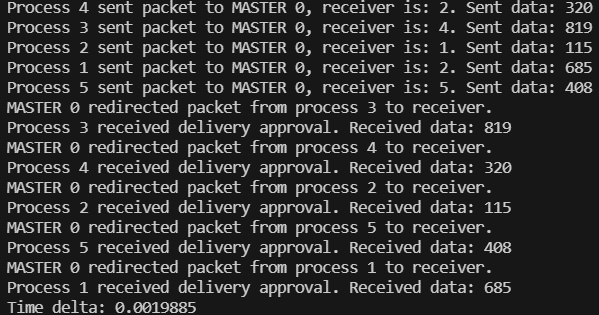 Process 4 sent packet to MASTER 0, receiver is: 2. Sent data: 320
Process 3 sent packet to MASTER 0, receiver is: 4. Sent data: 819
Process 2 sent packet to MASTER 0, receiver is: 1. Sent data: 115
Process 1 sent packet to MASTER 0, receiver is: 2. Sent data: 685
Process 5 sent packet to MASTER 0, receiver is: 5. Sent data: 408
MASTER 0 redirected packet from process 3 to receiver.
Process 3 received delivery approval. Received data: 819
MASTER 0 redirected packet from process 4 to receiver.
Process 4 received delivery approval. Received data: 320
MASTER 0 redirected packet from process 2 to receiver.
Process 2 received delivery approval. Received data: 115
MASTER 0 redirected packet from process 5 to receiver.
Process 5 received delivery approval. Received data: 408
MASTER 0 redirected packet from process 1 to receiver.
Process 1 received delivery approval. Received data: 685
Time delta: 0.0019885